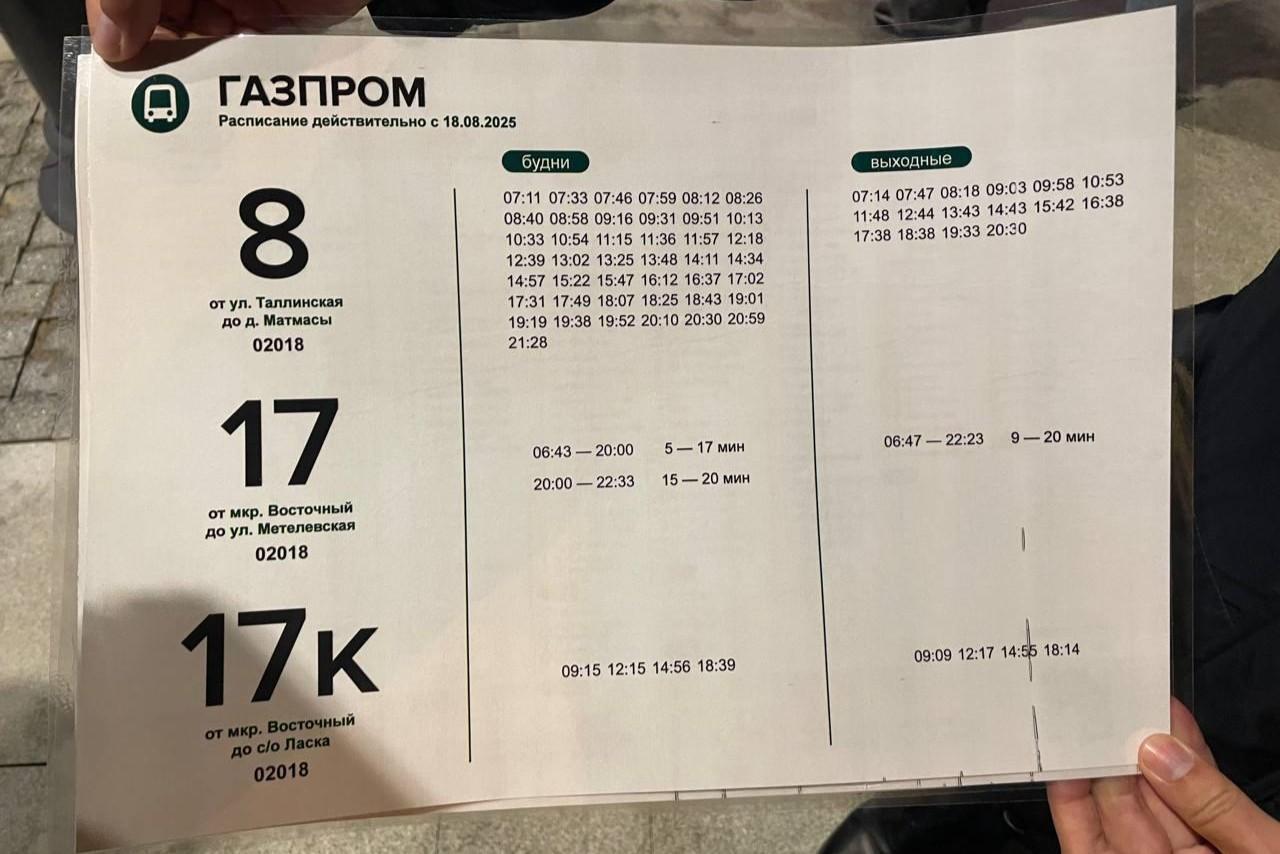 ГАЗПРОМ
Расписание действительно с 18.08.2025
будни
выходные
8
от ул. Таллинская
до д. Матмасы
02018
07:11 07:33 07:46 07:59 08:12 08:26
08:40 08:58 09:16 09:31 09:51 10:13
10:33 10:54 11:15 11:36 11:57 12:18
12:39 13:02 13:25 13:48 14:11 14:34
14:57 15:22 15:47 16:12 16:37 17:02
17:31 17:49 18:07 18:25 18:43 19:01
19:19 19:38 19:52 20:10 20:30 20:59
21:28
07:14 07:47 08:18 09:03 09:58 10:53
11:48 12:44 13:43 14:43 15:42 16:38
17:38 18:38 19:33 20:30
17
от мкр. Восточный
до ул. Метелевская
02018
06:43 — 20:00 5 — 17 мин
20:00 — 22:33 15 — 20 мин
06:47 — 22:23 9 — 20 мин
17к
от мкр. Восточный
до с/о Ласка
02018
09:15 12:15 14:56 18:39
09:09 12:17 14:55 18:14